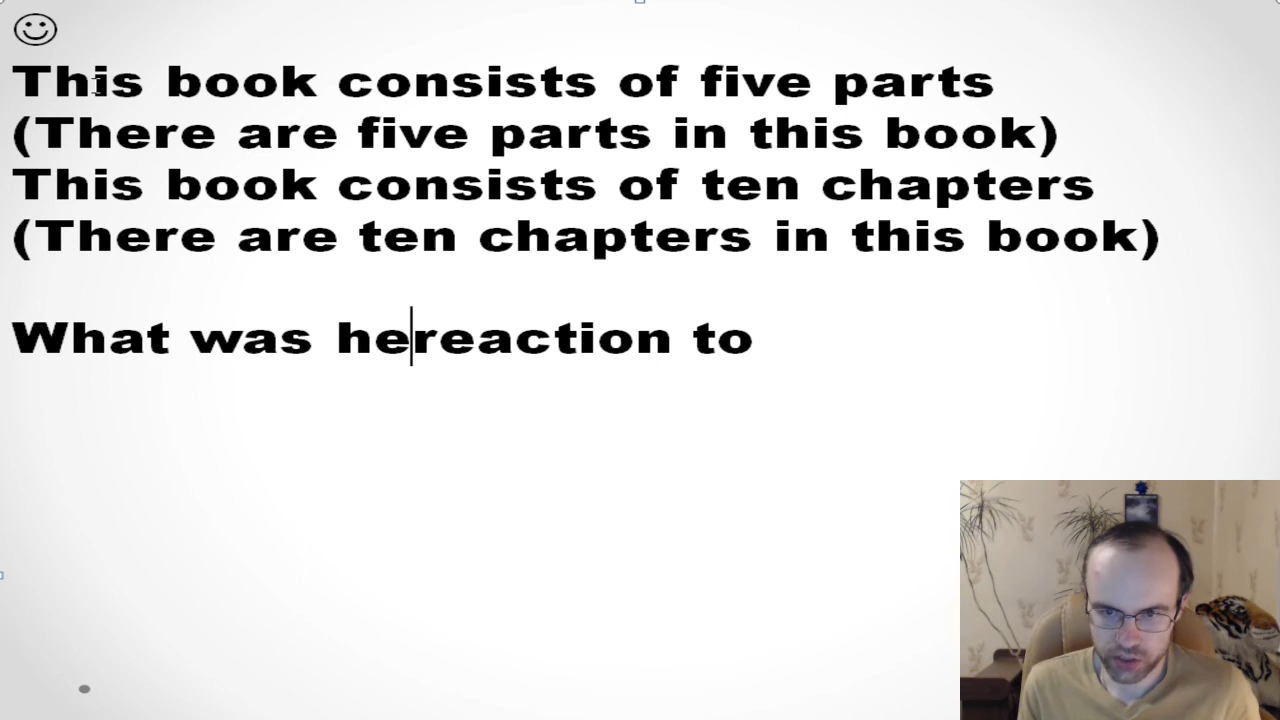 This book consists of five parts
(There are five parts in this book)
This book consists of ten chapters
(There are ten chapters in this book)
What was hereaction to